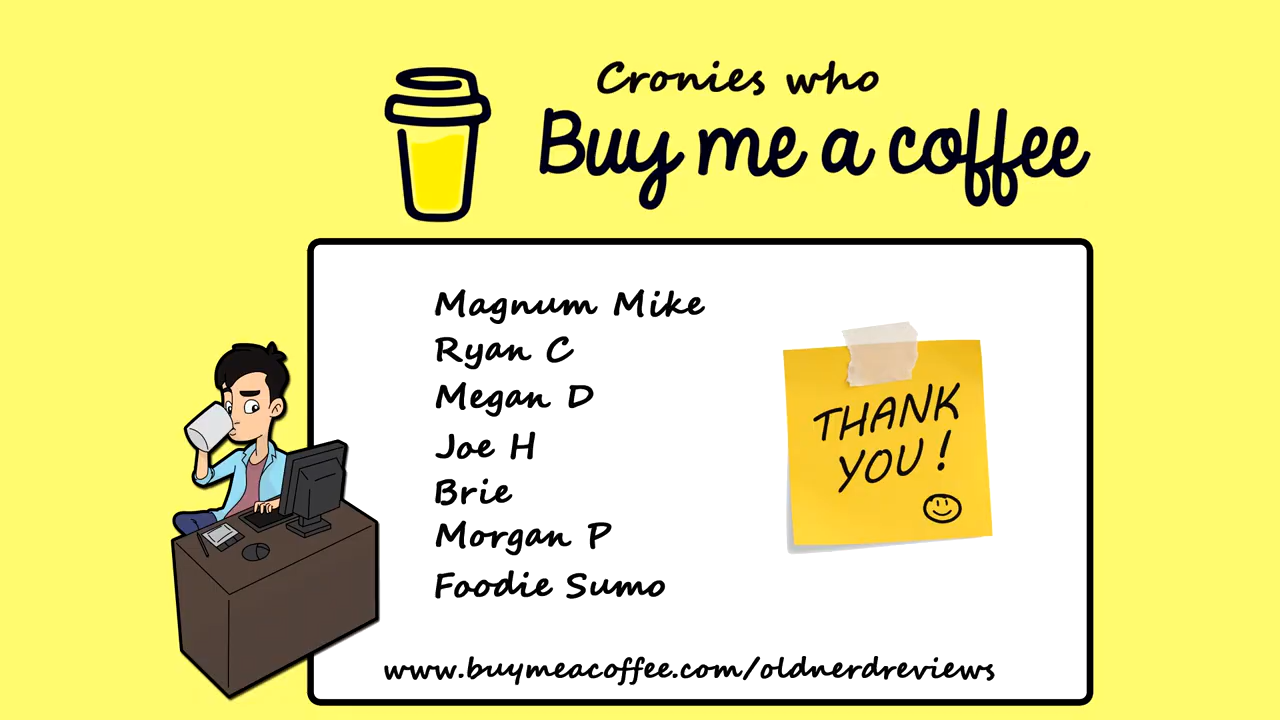 Cronies who
Buy me a coffee
Magnum Mike
Ryan C
Megan D
Joe H
Brie
Morgan P
Foodie Sumo
THANK
YOU!
www.buymeacoffee.com/oldnerdreviews